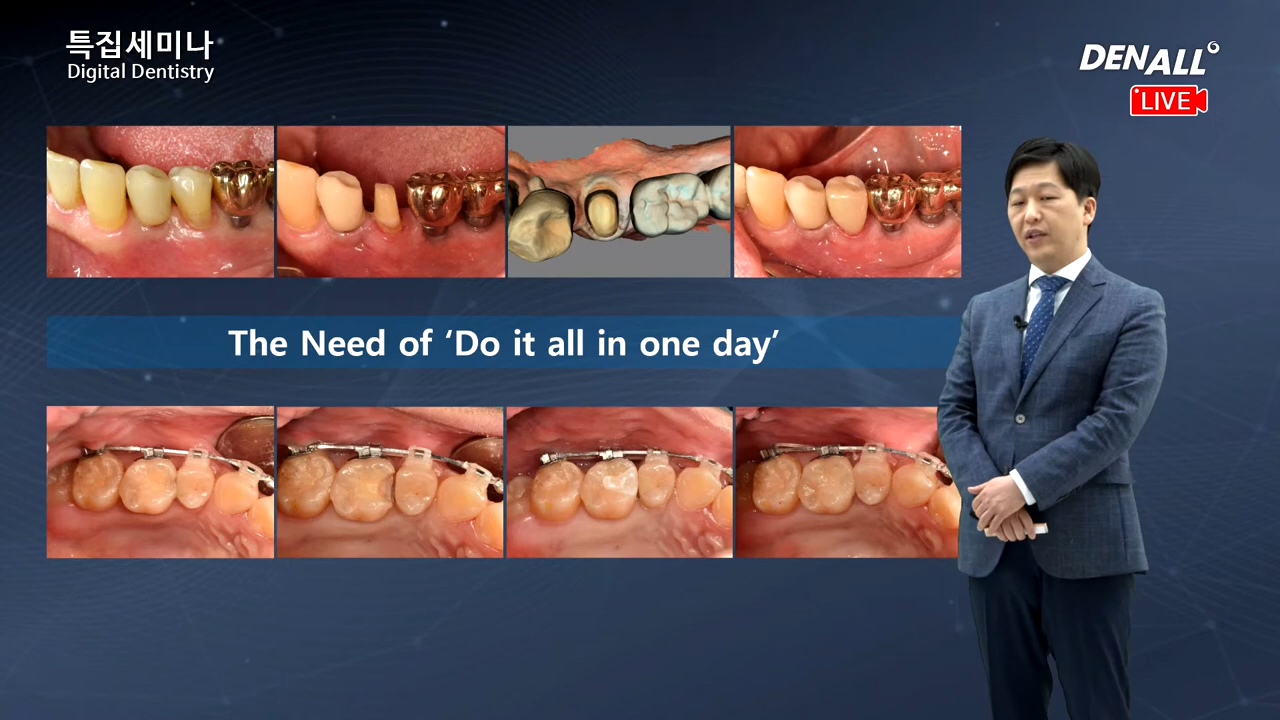 특집세미나
Digital Dentistry
DENALL
LIVE
The Need of ‘Do it all in one day’